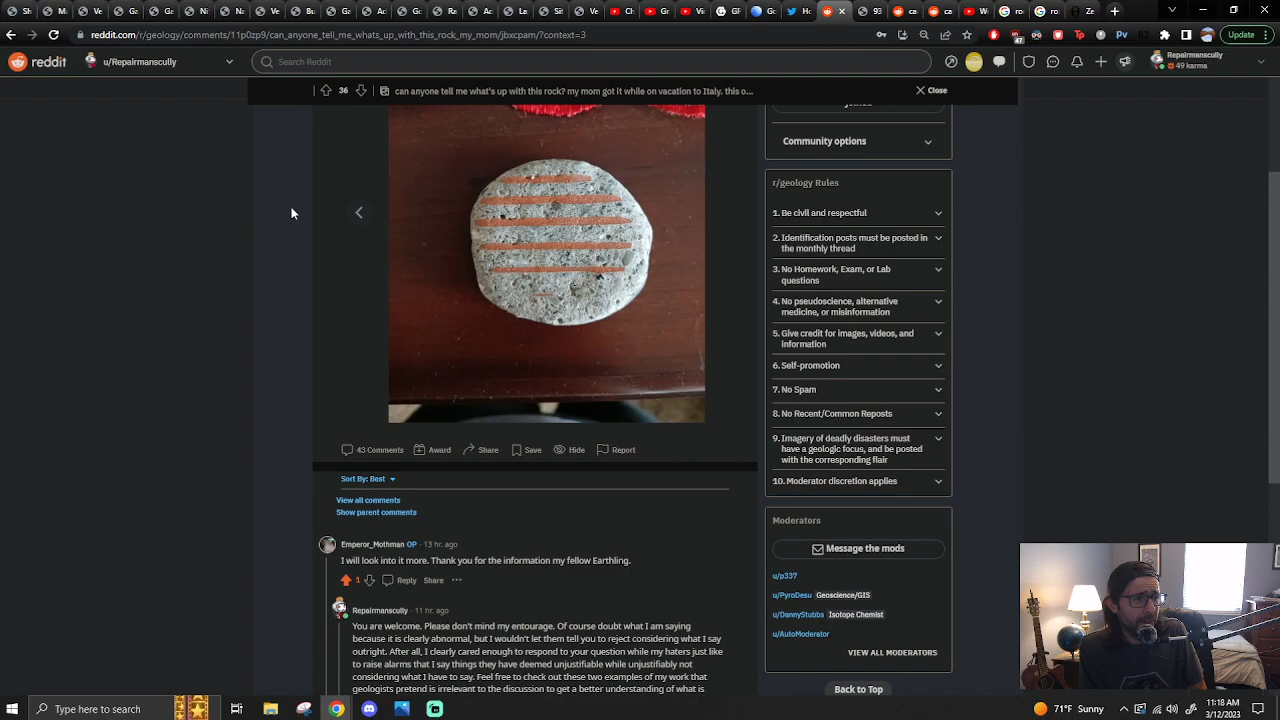 reddit.com/r/geology/comments/11p0zp9/can_anyone_tell_me_whats_up_with_this_rock_my_mom/jbxcpam/?context=3
Update
reddit
u/Repairmanscully
Search Reddit
Repairmanscully
49 karma
36
can anyone tell me what's up with this rock? my mom got it while on vacation to Italy. this o...
Close
Community options
r/geology Rules
1. Be civil and respectful
2. Identification posts must be posted in
the monthly thread
3. No Homework, Exam, or Lab
questions
4. No pseudoscience, alternative
medicine, or misinformation
5. Give credit for images, videos, and
information
6. Self-promotion
7. No Spam
8. No Recent/Common Reposts
9. Imagery of deadly disasters must
have a geologic focus, and be posted
with the corresponding flair
10. Moderator discretion applies
43 Comments
Award
Share
Save
Hide
Report
Sort By: Best
View all comments
Show parent comments
Emperor_Mothman OP · 13 hr. ago
I will look into it more. Thank you for the information my fellow Earthling.
1
Reply
Share
Repairmanscully · 11 hr. ago
You are welcome. Please don't mind my entourage. Of course doubt what I am saying
because it is clearly abnormal, but I wouldn't let them tell you to reject considering what I say
outright. After all, I clearly cared enough to respond to your question while my haters just like
to raise alarms that I say things they have deemed unjustifiable while unjustifiably not
considering what I have to say. Feel free to check out these two examples of my work that
geologists pretend is irrelevant to the discussion to get a better understanding of what is
Moderators
Message the mods
u/p337
u/PyroDesu Geoscience/GIS
u/DannyStubbs Isotope Chemist
u/AutoModerator
VIEW ALL MODERATORS
Back to Top
Type here to search
71°F Sunny
11:18 AM
3/12/2023